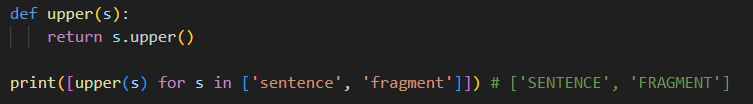 def upper(s):
    return s.upper()

print([upper(s) for s in ['sentence', 'fragment']]) # ['SENTENCE', 'FRAGMENT']